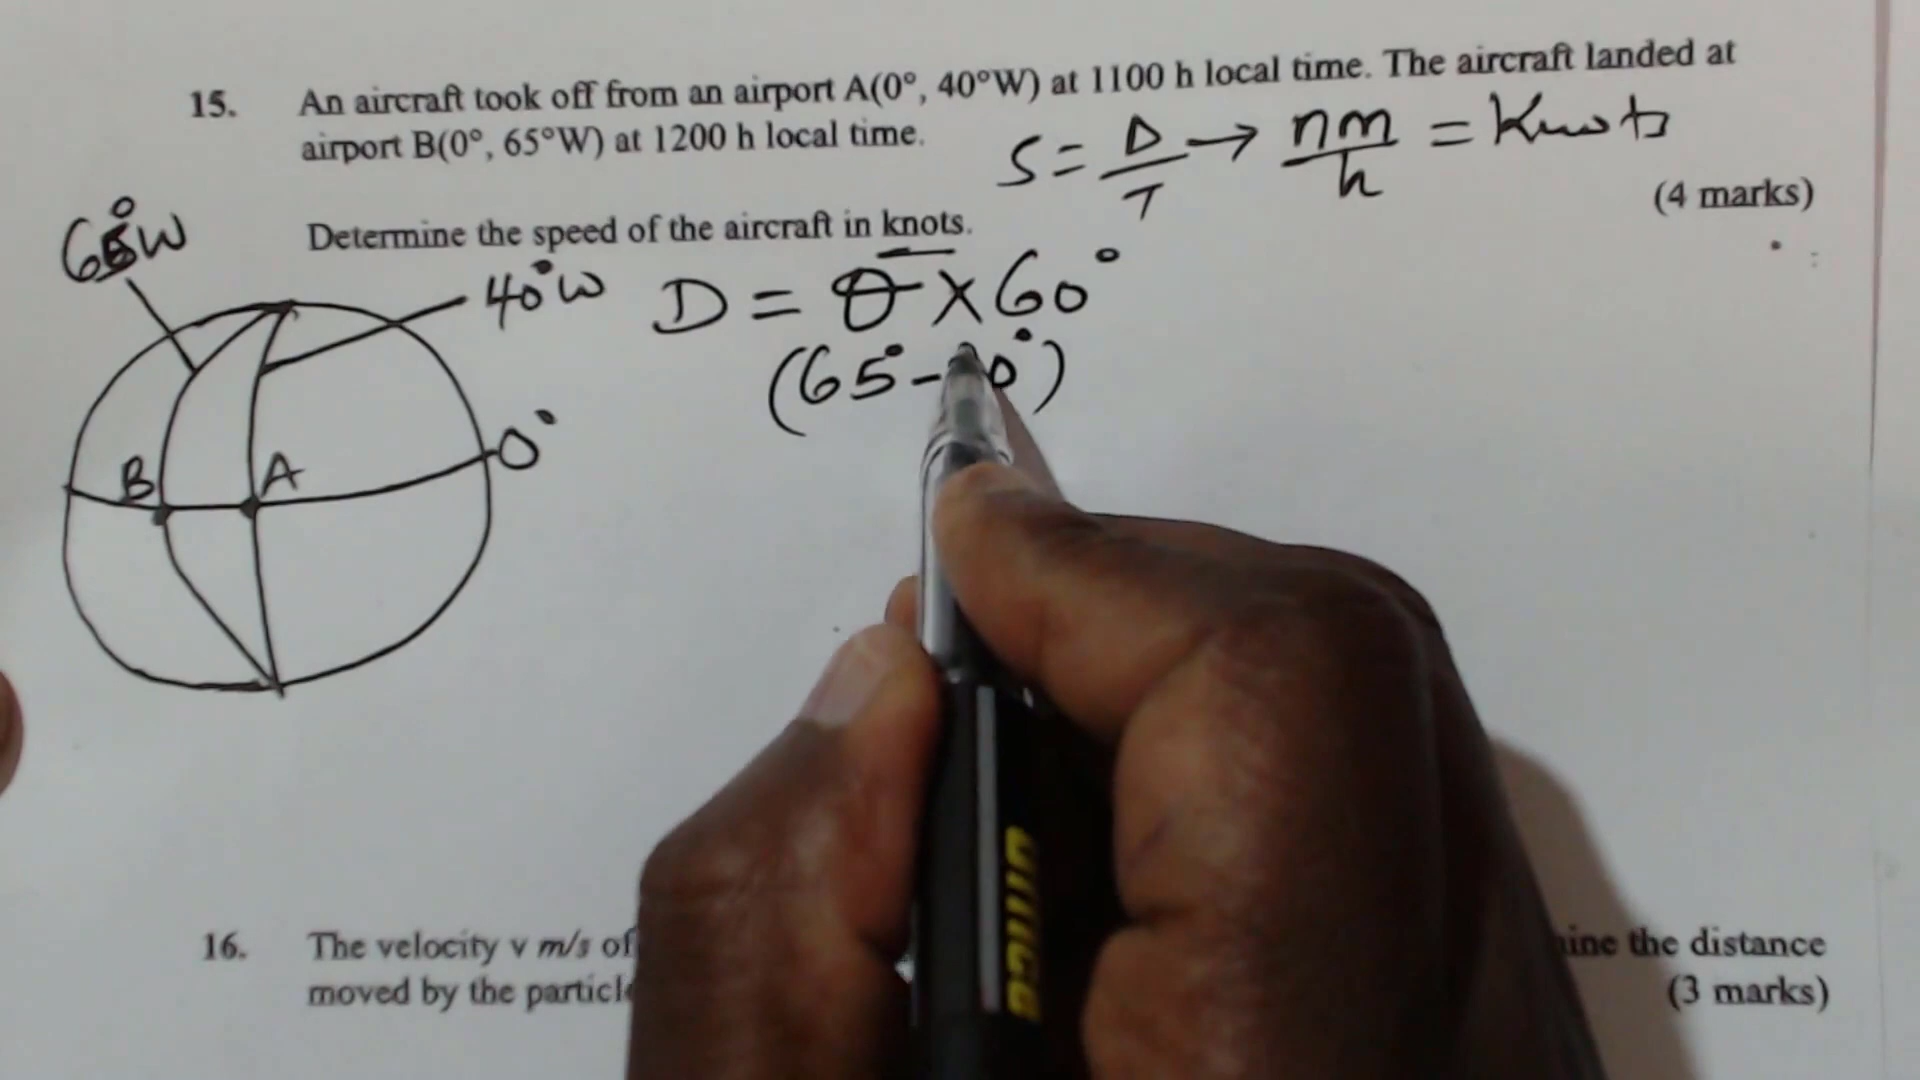 15. An aircraft took off from an airport A(0°, 40°W) at 1100 h local time. The aircraft landed at
airport B(0°, 65°W) at 1200 h local time.
S = D/T → nm/h = Knots
(4 marks)
Determine the speed of the aircraft in knots.
65°W
40°W
D = θ × 60°
(65° - 0°)
B A 0°
16. The velocity v m/s of
moved by the
the distance
(3 marks)